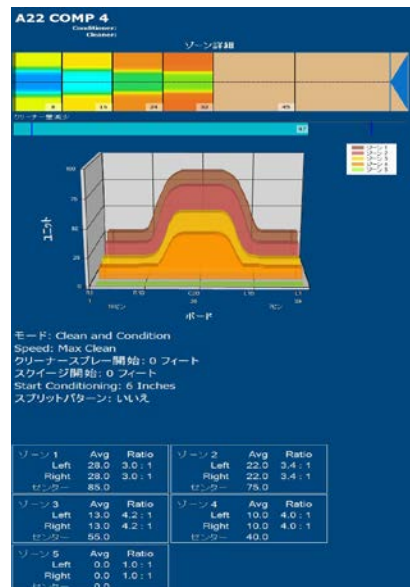 A22 COMP 4
Conditioner:
Cleaner:
ゾーン詳細
8
15
24
32
45
クリーナー量減少
47
ゾーン 1
ゾーン 2
ゾーン 3
ゾーン 4
ゾーン 5
ユニット
100
75
50
25
0
ボード
モード: Clean and Condition
Speed: Max Clean
クリーナースプレー開始: 0 フィート
スクイージ開始: 0 フィート
Start Conditioning: 6 Inches
スプリットパターン: いいえ
ゾーン 1 Avg Ratio
Left 28.0 3.0 : 1
Right 28.0 3.0 : 1
センター 85.0
ゾーン 2 Avg Ratio
Left 22.0 3.4 : 1
Right 22.0 3.4 : 1
センター 75.0
ゾーン 3 Avg Ratio
Left 13.0 4.2 : 1
Right 13.0 4.2 : 1
センター 55.0
ゾーン 4 Avg Ratio
Left 10.0 4.0 : 1
Right 10.0 4.0 : 1
センター 40.0
ゾーン 5 Avg Ratio
Left 0.0 1.0 : 1
Right 0.0 1.0 : 1
センター 0.0